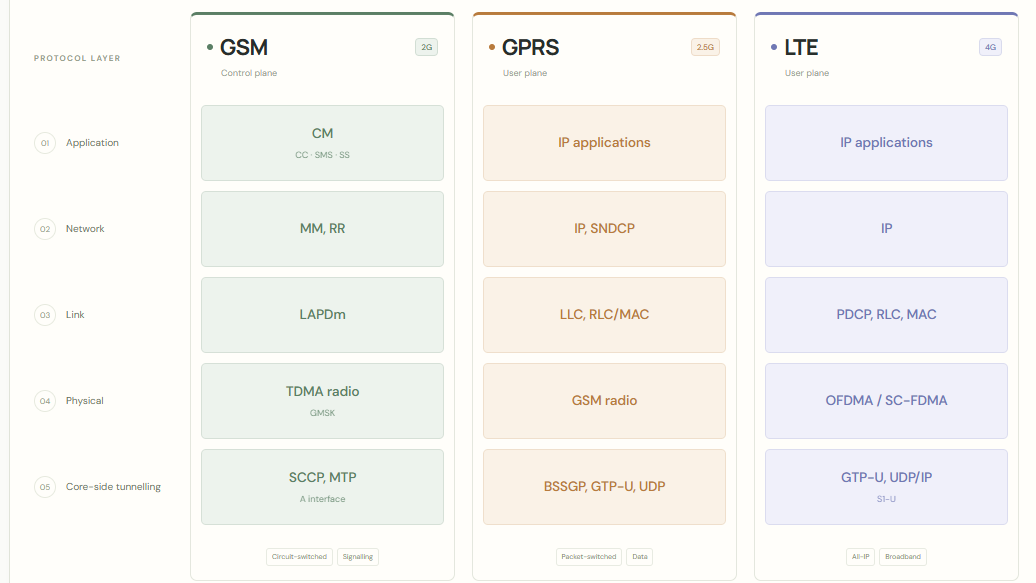 PROTOCOL LAYER
GSM
2G
Control plane
GPRS
2.5G
User plane
LTE
4G
User plane
01 Application
CM
CC · SMS · SS
IP applications
IP applications
02 Network
MM, RR
IP, SNDCP
IP
03 Link
LAPDm
LLC, RLC/MAC
PDCP, RLC, MAC
04 Physical
TDMA radio
GMSK
GSM radio
OFDMA / SC-FDMA
05 Core-side tunnelling
SCCP, MTP
A interface
BSSGP, GTP-U, UDP
GTP-U, UDP/IP
S1-U
Circuit-switched
Signalling
Packet-switched
Data
All-IP
Broadband